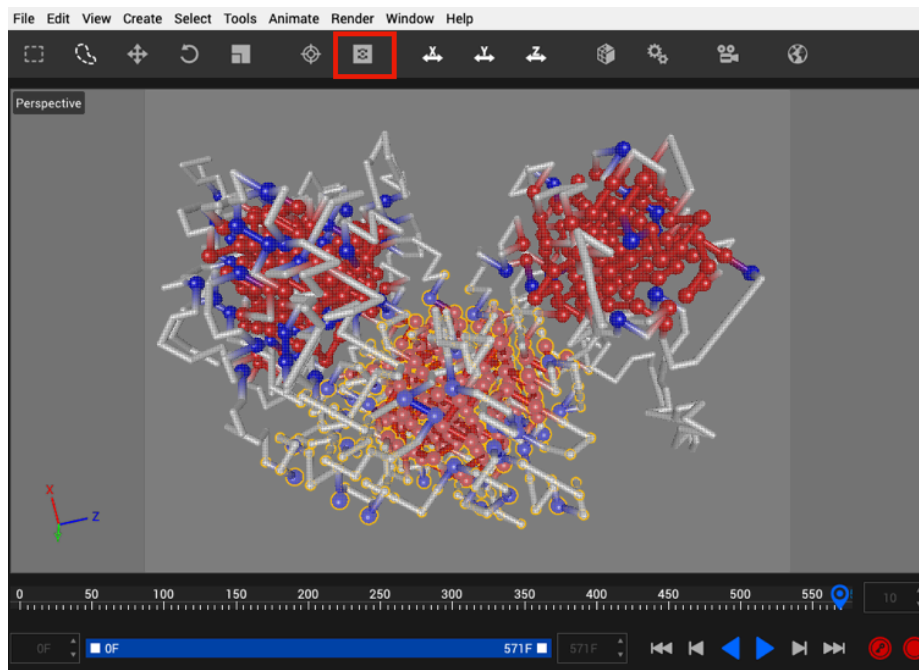 File Edit View Create Select Tools Animate Render Window Help
X Y Z
Perspective
X
Z
0 50 100 150 200 250 300 350 400 450 500 550
10
0F 0F 571F 571F